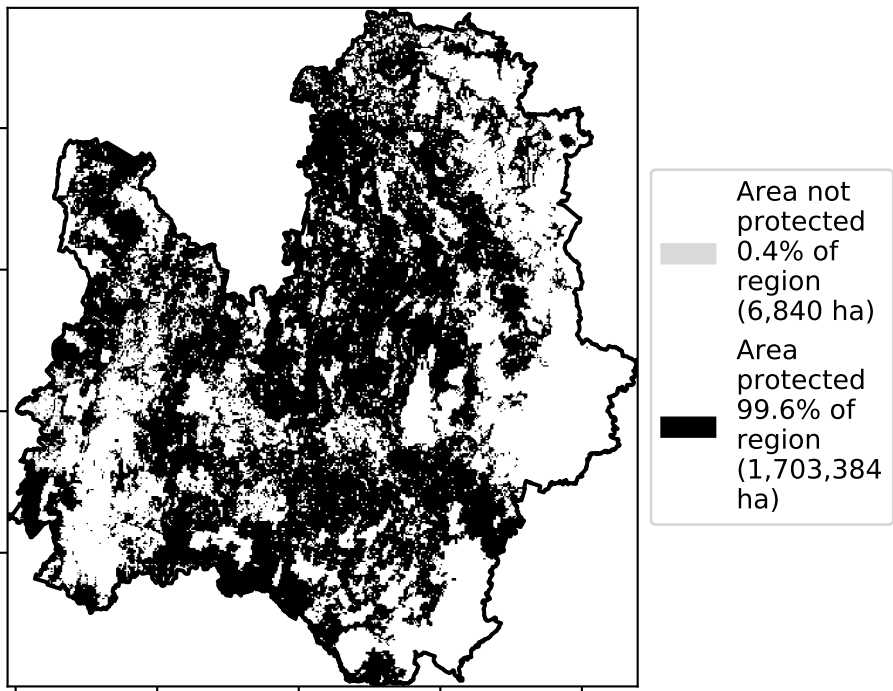 Area not
protected
0.4% of
region
(6,840 ha)
Area
protected
99.6% of
region
(1,703,384
ha)